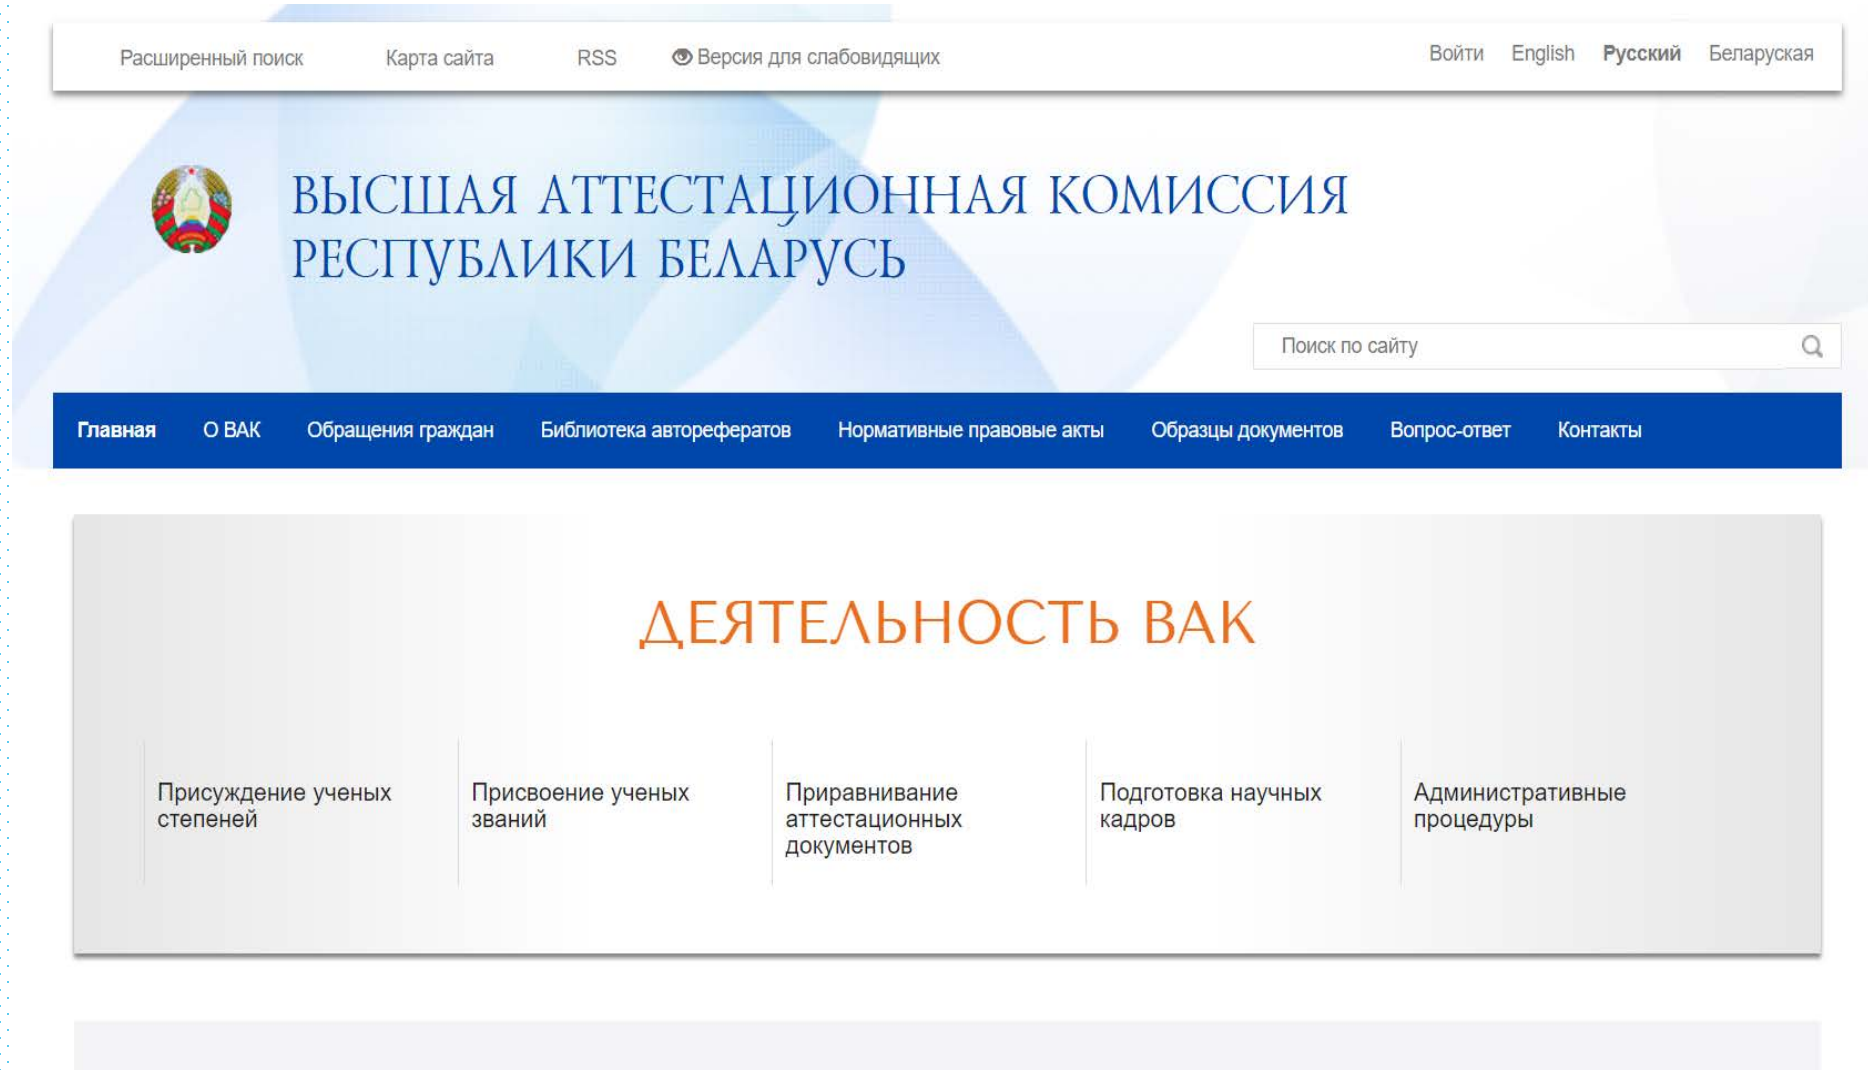 Расширенный поиск Карта сайта RSS Версия для слабовидящих Войти English Русский Беларуская
ВЫСШАЯ АТТЕСТАЦИОННАЯ КОМИССИЯ
РЕСПУБЛИКИ БЕЛАРУСЬ
Поиск по сайту
Главная О ВАК Обращения граждан Библиотека авторефератов Нормативные правовые акты Образцы документов Вопрос-ответ Контакты
ДЕЯТЕЛЬНОСТЬ ВАК
Присуждение ученых
степеней
Присвоение ученых
званий
Приравнивание
аттестационных
документов
Подготовка научных
кадров
Административные
процедуры